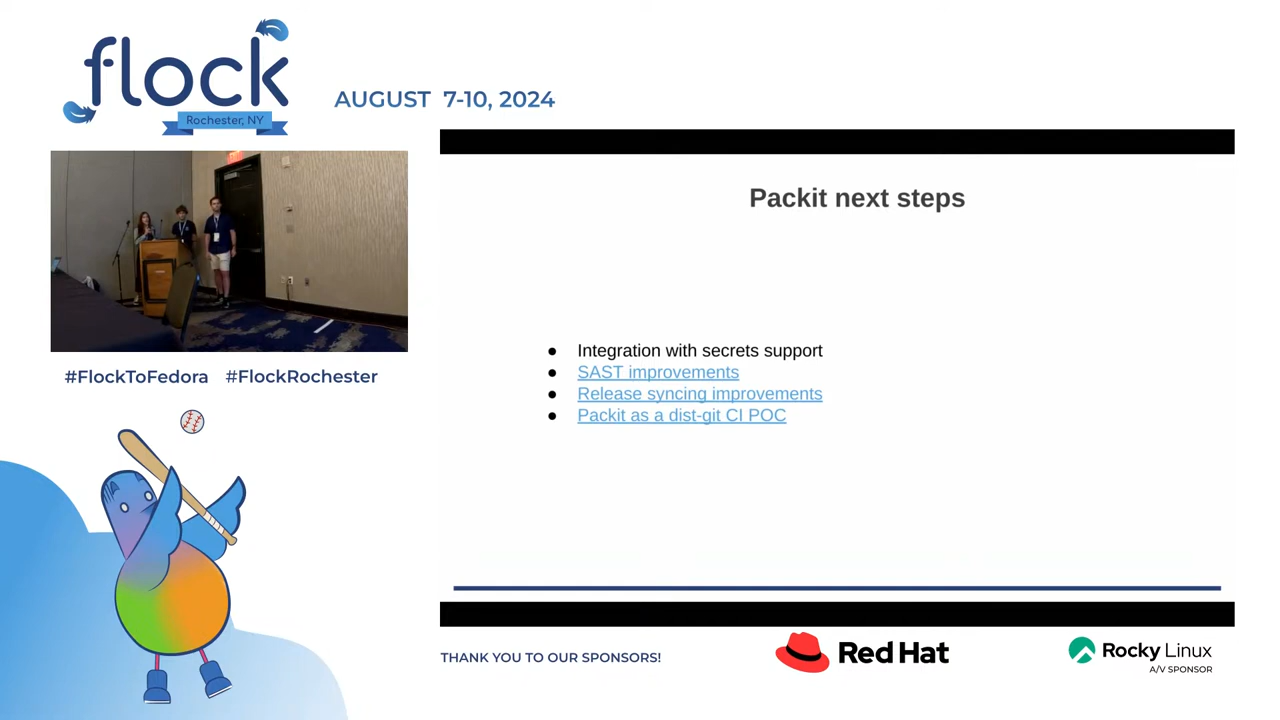 flock
Rochester, NY
AUGUST 7-10, 2024
Packit next steps
● Integration with secrets support
● SAST improvements
● Release syncing improvements
● Packit as a dist-git CI POC
#FlockToFedora #FlockRochester
THANK YOU TO OUR SPONSORS!
Red Hat
Rocky Linux
A/V SPONSOR